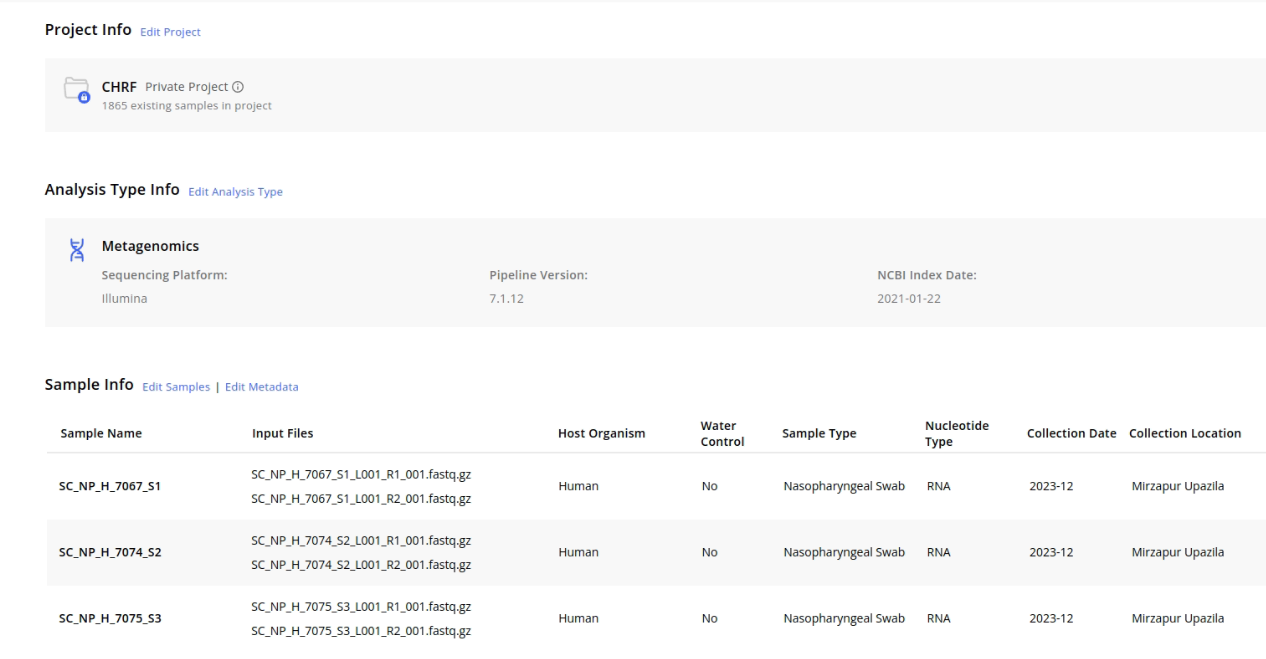 Project Info Edit Project
CHRF Private Project
1865 existing samples in project
Analysis Type Info Edit Analysis Type
Metagenomics
Sequencing Platform: Pipeline Version: NCBI Index Date:
Illumina 7.1.12 2021-01-22
Sample Info Edit Samples | Edit Metadata
Sample Name Input Files Host Organism Water Control Sample Type Nucleotide Type Collection Date Collection Location
SC_NP_H_7067_S1 SC_NP_H_7067_S1_L001_R1_001.fastq.gz Human No Nasopharyngeal Swab RNA 2023-12 Mirzapur Upazila
SC_NP_H_7067_S1_L001_R2_001.fastq.gz
SC_NP_H_7074_S2 SC_NP_H_7074_S2_L001_R1_001.fastq.gz Human No Nasopharyngeal Swab RNA 2023-12 Mirzapur Upazila
SC_NP_H_7074_S2_L001_R2_001.fastq.gz
SC_NP_H_7075_S3 SC_NP_H_7075_S3_L001_R1_001.fastq.gz Human No Nasopharyngeal Swab RNA 2023-12 Mirzapur Upazila
SC_NP_H_7075_S3_L001_R2_001.fastq.gz